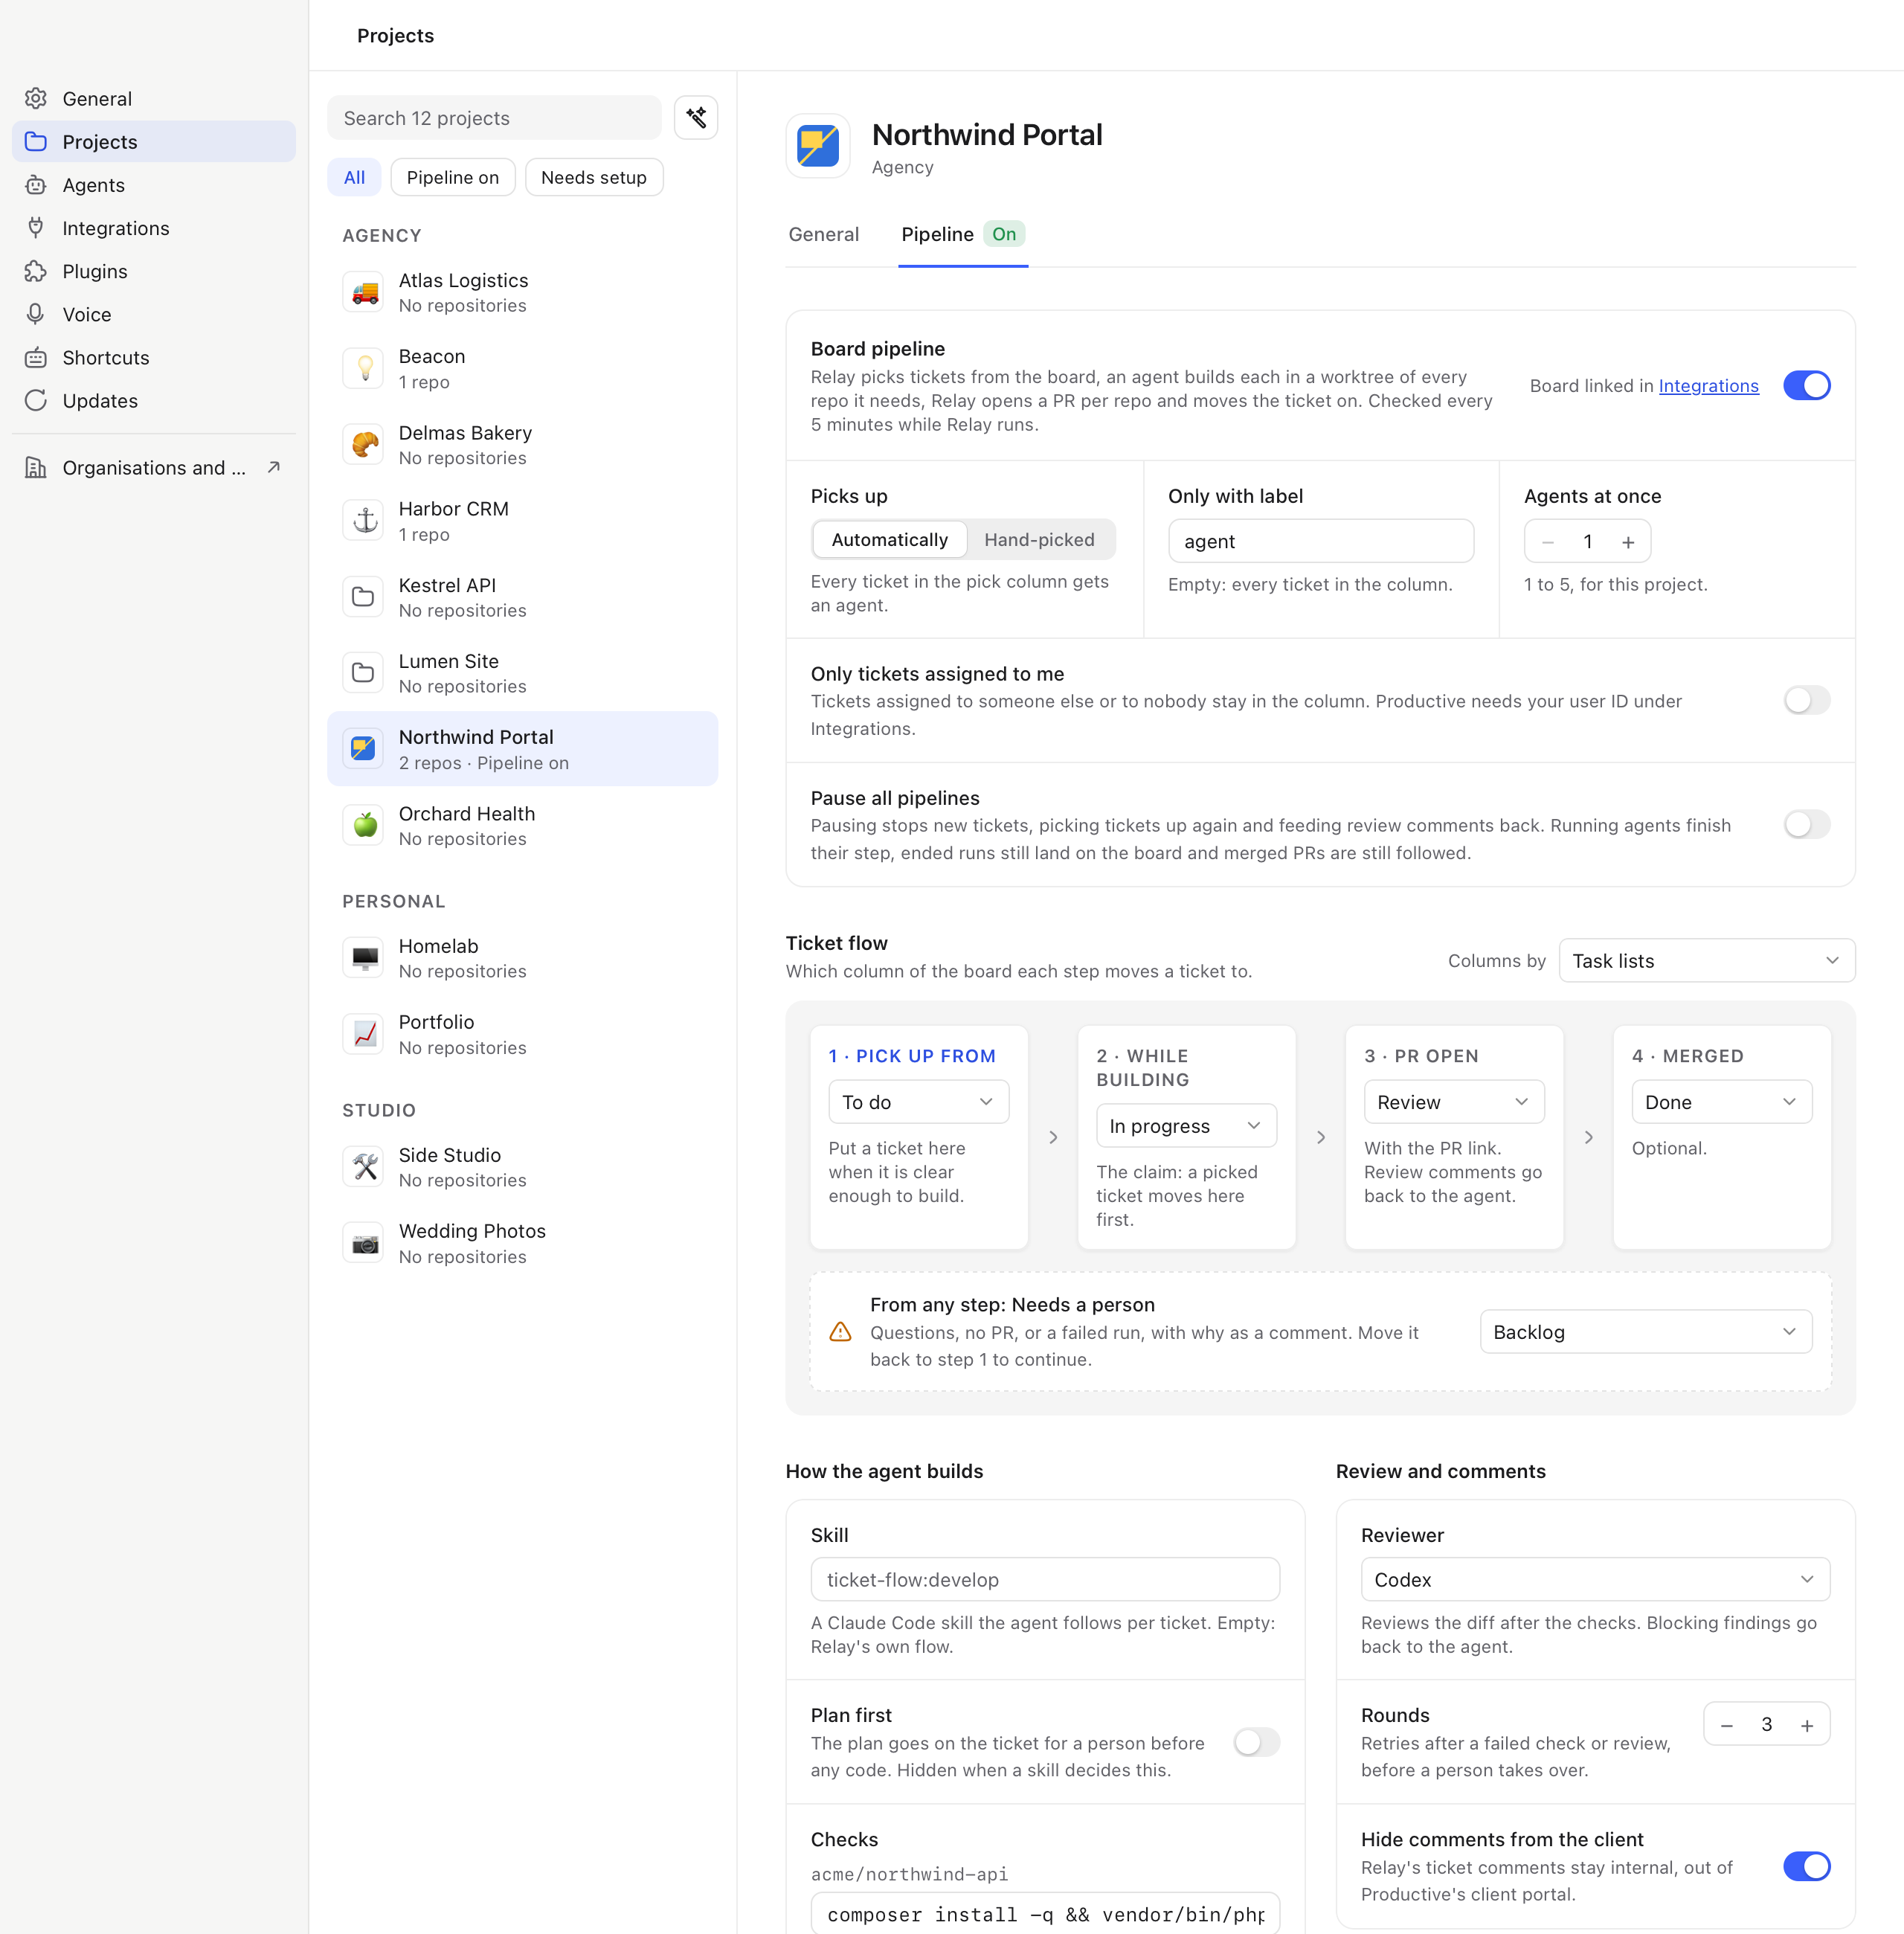 Projects
General
Projects
Agents
Integrations
Plugins
Voice
Shortcuts
Updates
Organisations and ...
Search 12 projects
All
Pipeline on
Needs setup
AGENCY
Atlas Logistics
No repositories
Beacon
1 repo
Delmas Bakery
No repositories
Harbor CRM
1 repo
Kestrel API
No repositories
Lumen Site
No repositories
Northwind Portal
2 repos · Pipeline on
Orchard Health
No repositories
PERSONAL
Homelab
No repositories
Portfolio
No repositories
STUDIO
Side Studio
No repositories
Wedding Photos
No repositories
Northwind Portal
Agency
General
Pipeline On
Board pipeline
Relay picks tickets from the board, an agent builds each in a worktree of every
repo it needs, Relay opens a PR per repo and moves the ticket on. Checked every
5 minutes while Relay runs.
Board linked in Integrations
Picks up
Automatically
Hand-picked
Every ticket in the pick column gets
an agent.
Only with label
agent
Empty: every ticket in the column.
Agents at once
− 1 +
1 to 5, for this project.
Only tickets assigned to me
Tickets assigned to someone else or to nobody stay in the column. Productive needs your user ID under
Integrations.
Pause all pipelines
Pausing stops new tickets, picking tickets up again and feeding review comments back. Running agents finish
their step, ended runs still land on the board and merged PRs are still followed.
Ticket flow
Which column of the board each step moves a ticket to.
Columns by
Task lists
1 · PICK UP FROM
To do
Put a ticket here
when it is clear
enough to build.
2 · WHILE
BUILDING
In progress
The claim: a picked
ticket moves here
first.
3 · PR OPEN
Review
With the PR link.
Review comments go
back to the agent.
4 · MERGED
Done
Optional.
From any step: Needs a person
Questions, no PR, or a failed run, with why as a comment. Move it
back to step 1 to continue.
Backlog
How the agent builds
Skill
ticket-flow:develop
A Claude Code skill the agent follows per ticket. Empty:
Relay's own flow.
Plan first
The plan goes on the ticket for a person before
any code. Hidden when a skill decides this.
Checks
acme/northwind-api
composer install -q && vendor/bin/php
Review and comments
Reviewer
Codex
Reviews the diff after the checks. Blocking findings go
back to the agent.
Rounds
Retries after a failed check or review,
before a person takes over.
− 3 +
Hide comments from the client
Relay's ticket comments stay internal, out of
Productive's client portal.